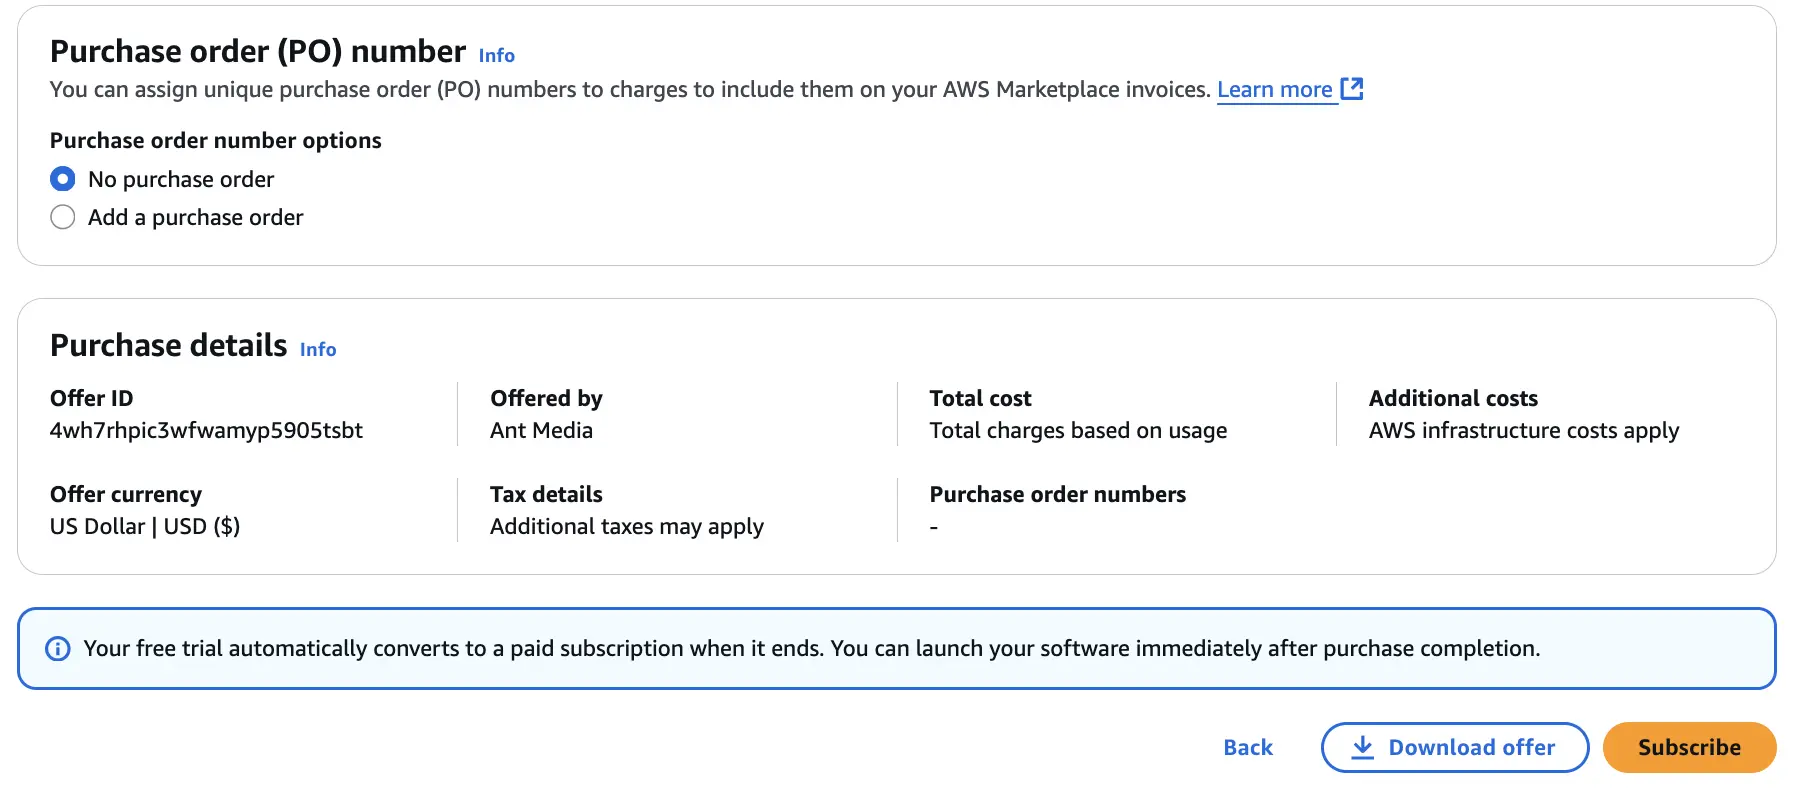 Purchase order (PO) number Info
You can assign unique purchase order (PO) numbers to charges to include them on your AWS Marketplace invoices. Learn more
Purchase order number options
No purchase order
Add a purchase order
Purchase details Info
Offer ID
4wh7rhpic3wfwamyp5905tsbt
Offered by
Ant Media
Total cost
Total charges based on usage
Additional costs
AWS infrastructure costs apply
Offer currency
US Dollar | USD ($)
Tax details
Additional taxes may apply
Purchase order numbers
-
Your free trial automatically converts to a paid subscription when it ends. You can launch your software immediately after purchase completion.
Back
Download offer
Subscribe